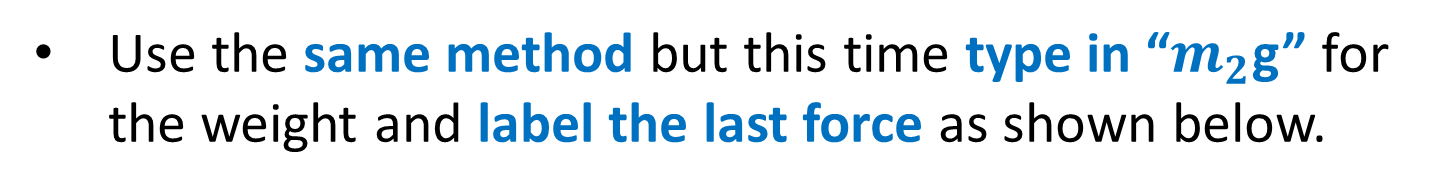 • Use the same method but this time type in “m₂g” for
the weight and label the last force as shown below.